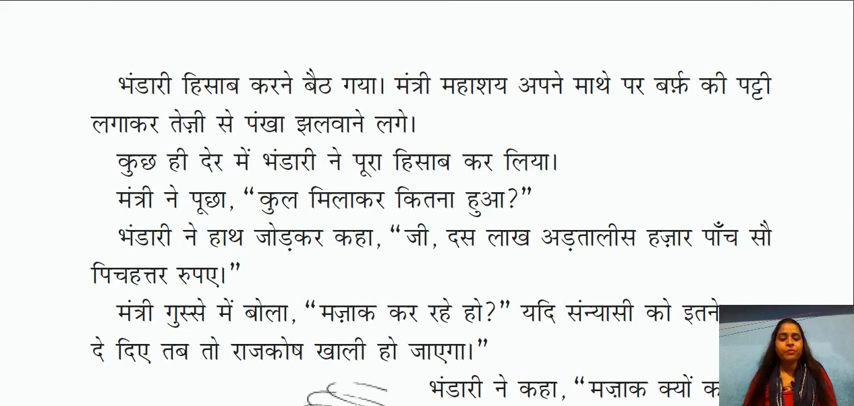 भंडारी हिसाब करने बैठ गया। मंत्री महाशय अपने माथे पर बर्फ़ की पट्टी
लगाकर तेज़ी से पंखा झलवाने लगे।
कुछ ही देर में भंडारी ने पूरा हिसाब कर लिया।
मंत्री ने पूछा, “कुल मिलाकर कितना हुआ?”
भंडारी ने हाथ जोड़कर कहा, “जी, दस लाख अड़तालीस हज़ार पाँच सौ
पिचहत्तर रुपए।”
मंत्री गुस्से में बोला, “मज़ाक कर रहे हो?” यदि संन्यासी को इतने
दे दिए तब तो राजकोष खाली हो जाएगा।”
भंडारी ने कहा, “मज़ाक क्यों